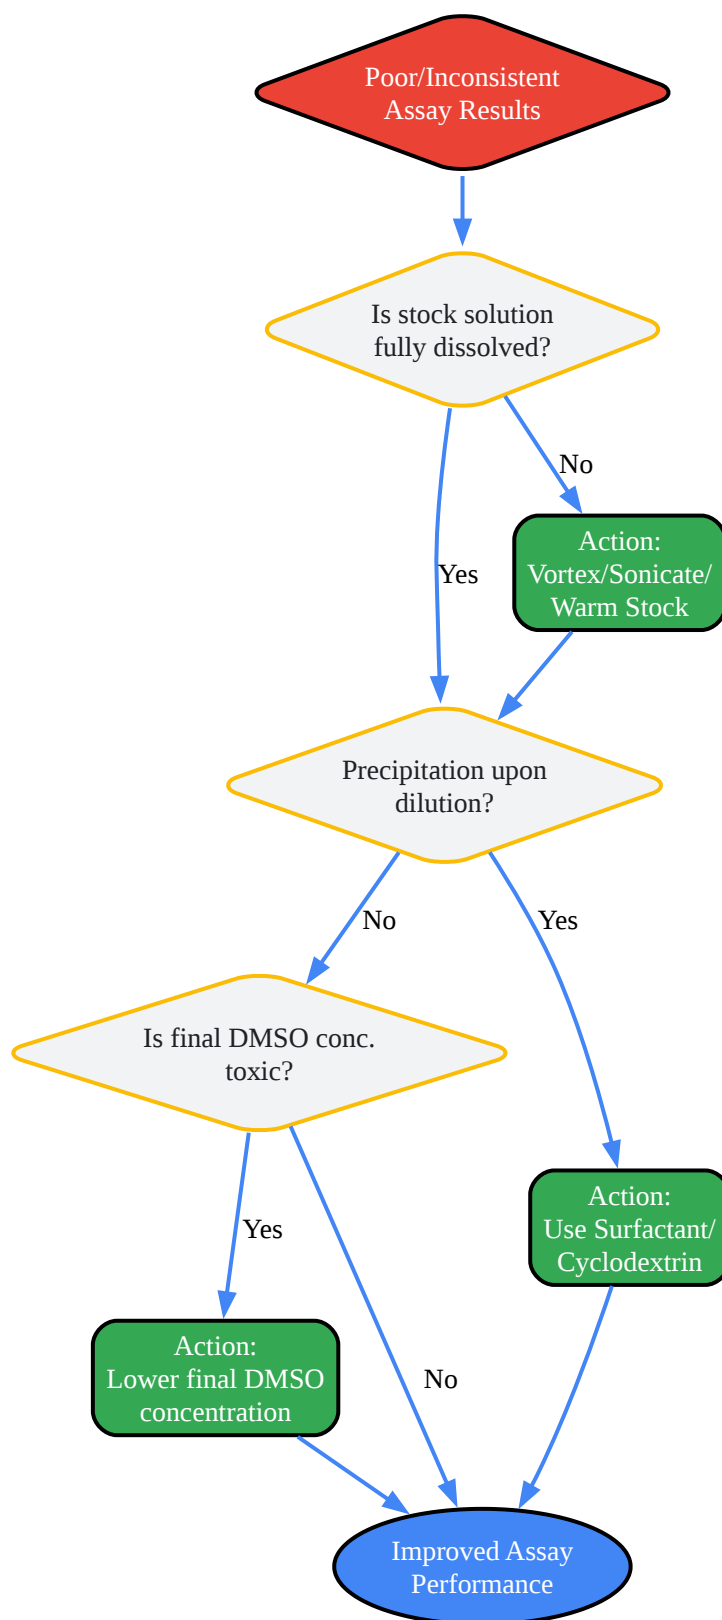 Poor/Inconsistent
Assay Results
Is stock solution
fully dissolved?
No
Action:
Vortex/Sonicate/
Warm Stock
Yes
Precipitation upon
dilution?
No
Yes
Is final DMSO conc.
toxic?
Action:
Use Surfactant/
Cyclodextrin
Yes
Action:
Lower final DMSO
concentration
No
Improved Assay
Performance